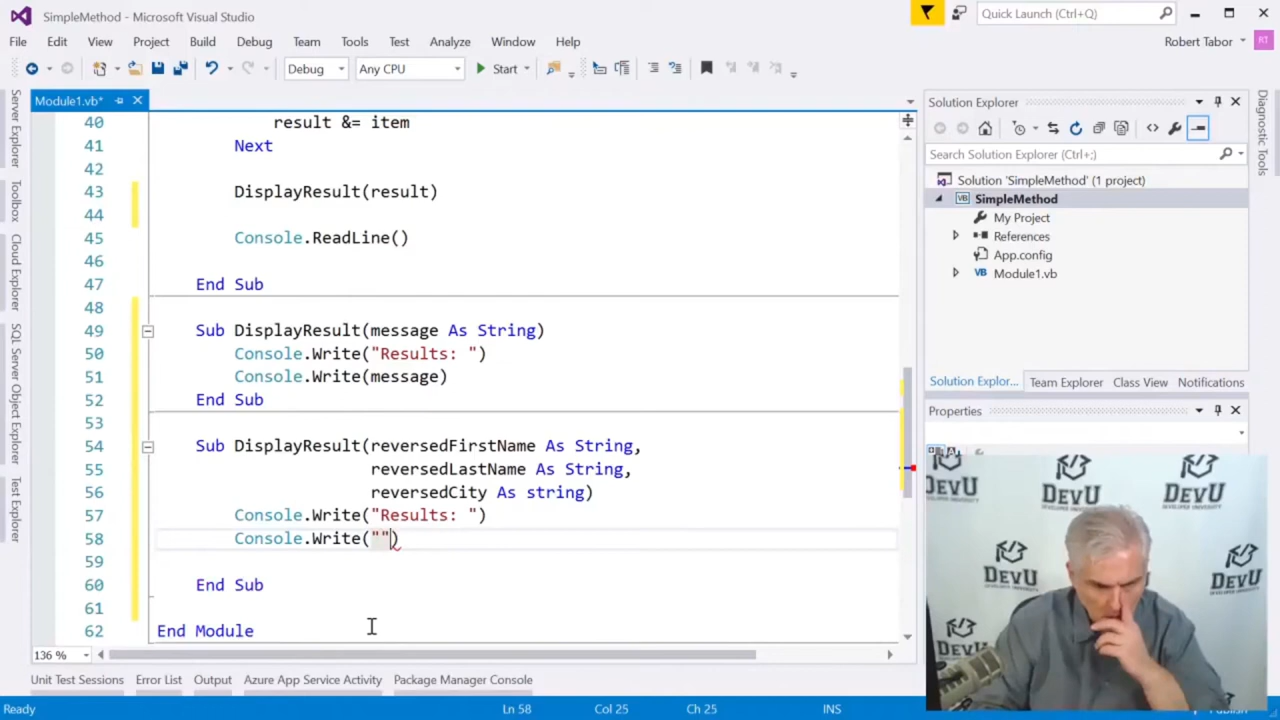 SimpleMethod - Microsoft Visual Studio
Quick Launch (Ctrl+Q)
File Edit View Project Build Debug Team Tools Test Analyze Window Help
Robert Tabor RT
Debug Any CPU Start
Module1.vb*
Server Explorer
Toolbox
Cloud Explorer
SQL Server Object Explorer
Test Explorer
40 result &= item
41 Next
42
43 DisplayResult(result)
44
45 Console.ReadLine()
46
47 End Sub
48
49 Sub DisplayResult(message As String)
50 Console.Write("Results: ")
51 Console.Write(message)
52 End Sub
53
54 Sub DisplayResult(reversedFirstName As String,
55 reversedLastName As String,
56 reversedCity As string)
57 Console.Write("Results: ")
58 Console.Write("")
59
60 End Sub
61
62 End Module
136 %
Solution Explorer
Search Solution Explorer (Ctrl+;)
Solution 'SimpleMethod' (1 project)
VB SimpleMethod
My Project
References
App.config
VB Module1.vb
Solution Explor... Team Explorer Class View Notifications
Properties
Diagnostic Tools
DevU
DEVELOPER UNIVERSITY
DevU
DevU
DevU
DevU
Unit Test Sessions Error List Output Azure App Service Activity Package Manager Console
Ready Ln 58 Col 25 Ch 25 INS